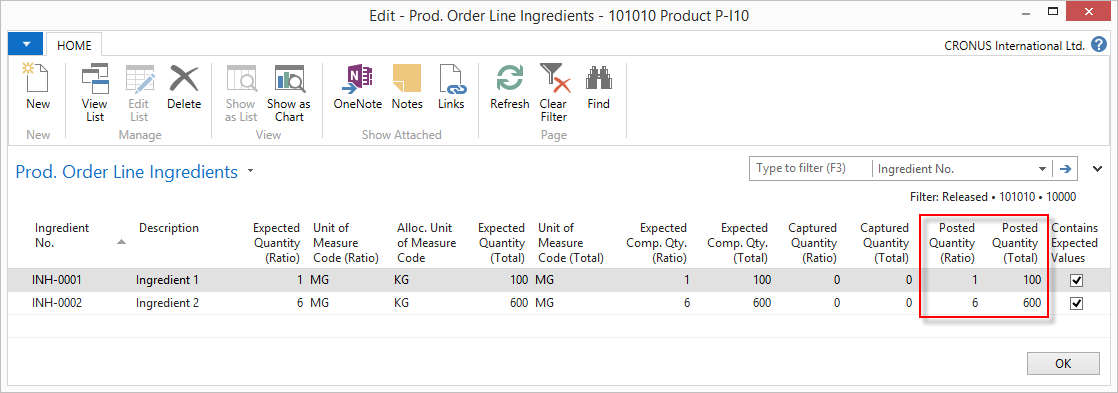 Edit - Prod. Order Line Ingredients - 101010 Product P-I10
HOME
CRONUS International Ltd.
New
View List
Edit List
Delete
Show as List
Show as Chart
OneNote
Notes
Links
Refresh
Clear Filter
Find
New
Manage
View
Show Attached
Page
Prod. Order Line Ingredients
Type to filter (F3)
Ingredient No.
Filter: Released • 101010 • 10000
Ingredient No. Description Expected Quantity (Ratio) Unit of Measure Code (Ratio) Alloc. Unit of Measure Code Expected Quantity (Total) Unit of Measure Code (Total) Expected Comp. Qty. (Ratio) Expected Comp. Qty. (Total) Captured Quantity (Ratio) Captured Quantity (Total) Posted Quantity (Ratio) Posted Quantity (Total) Contains Expected Values
INH-0001 Ingredient 1 1 MG KG 100 MG 1 100 0 0 1 100
INH-0002 Ingredient 2 6 MG KG 600 MG 6 600 0 0 6 600
OK